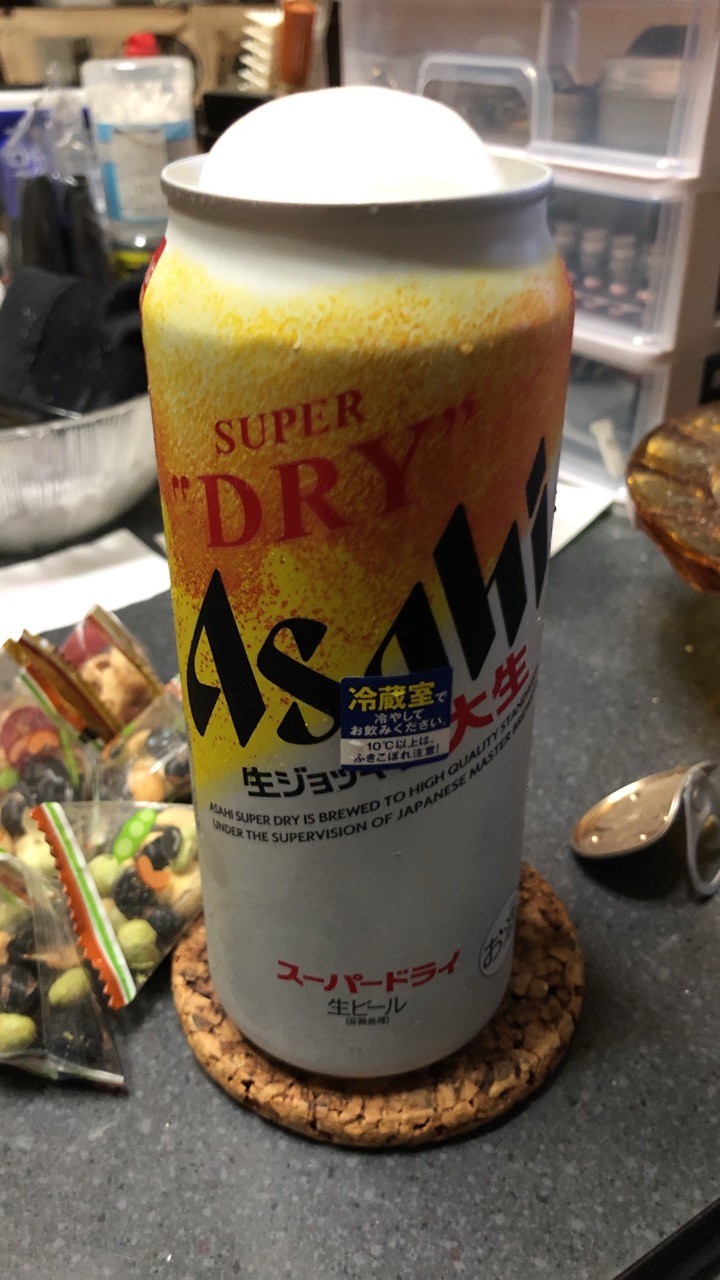 SUPER
"DRY"
Asahi
冷蔵室で
冷やして
お飲みください。
10℃以上は、
ふきこぼれ注意!
大生
生ジョッキ
ASAHI SUPER DRY IS BREWED TO HIGH QUALITY STANDAR
UNDER THE SUPERVISION OF JAPANESE MASTER BRE
お
スーパードライ
生ビール